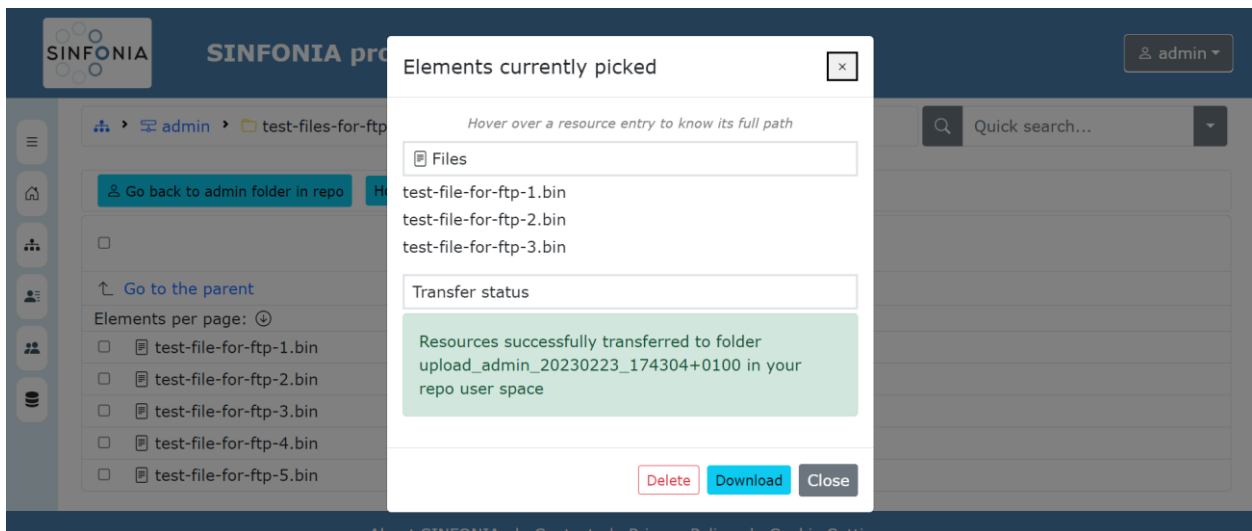 SINFONIA
SINFONIA pro
admin
admin
test-files-for-ftp
Quick search...
Go back to admin folder in repo
Go to the parent
Elements per page:
test-file-for-ftp-1.bin
test-file-for-ftp-2.bin
test-file-for-ftp-3.bin
test-file-for-ftp-4.bin
test-file-for-ftp-5.bin
Elements currently picked
×
Hover over a resource entry to know its full path
Files
test-file-for-ftp-1.bin
test-file-for-ftp-2.bin
test-file-for-ftp-3.bin
Transfer status
Resources successfully transferred to folder
upload_admin_20230223_174304+0100 in your
repo user space
Delete Download Close